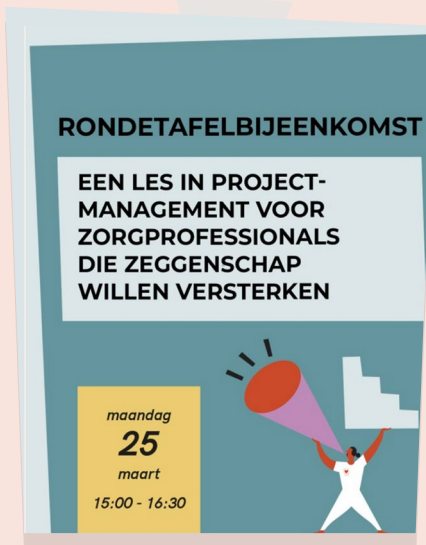 RONDETAFELBIJEENKOMST
EEN LES IN PROJECT-
MANAGEMENT VOOR
ZORGPROFESSIONALS
DIE ZEGGENSCHAP
WILLEN VERSTERKEN
maandag
25
maart
15:00 - 16:30